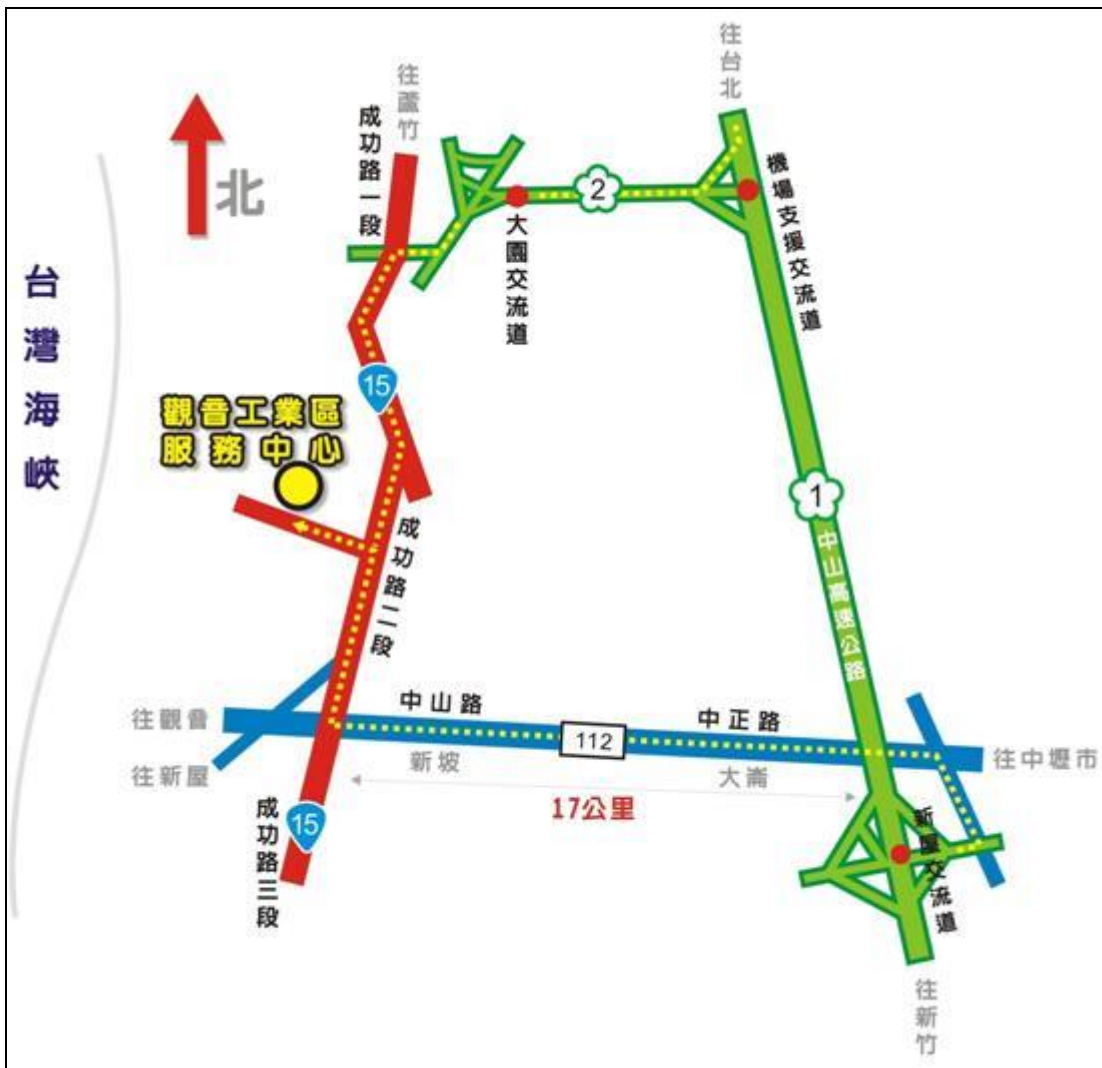 往台北
往蘆竹
成功路一段
北
2
機場支援交流道
大園交流道
台灣海峽
15
觀音工業區
服務中心
1
中山高速公路
成功路二段
中山路
中正路
往觀音
112
往新屋
新坡
大崙
往中壢市
17公里
成功路三段
15
新屋交流道
往新竹